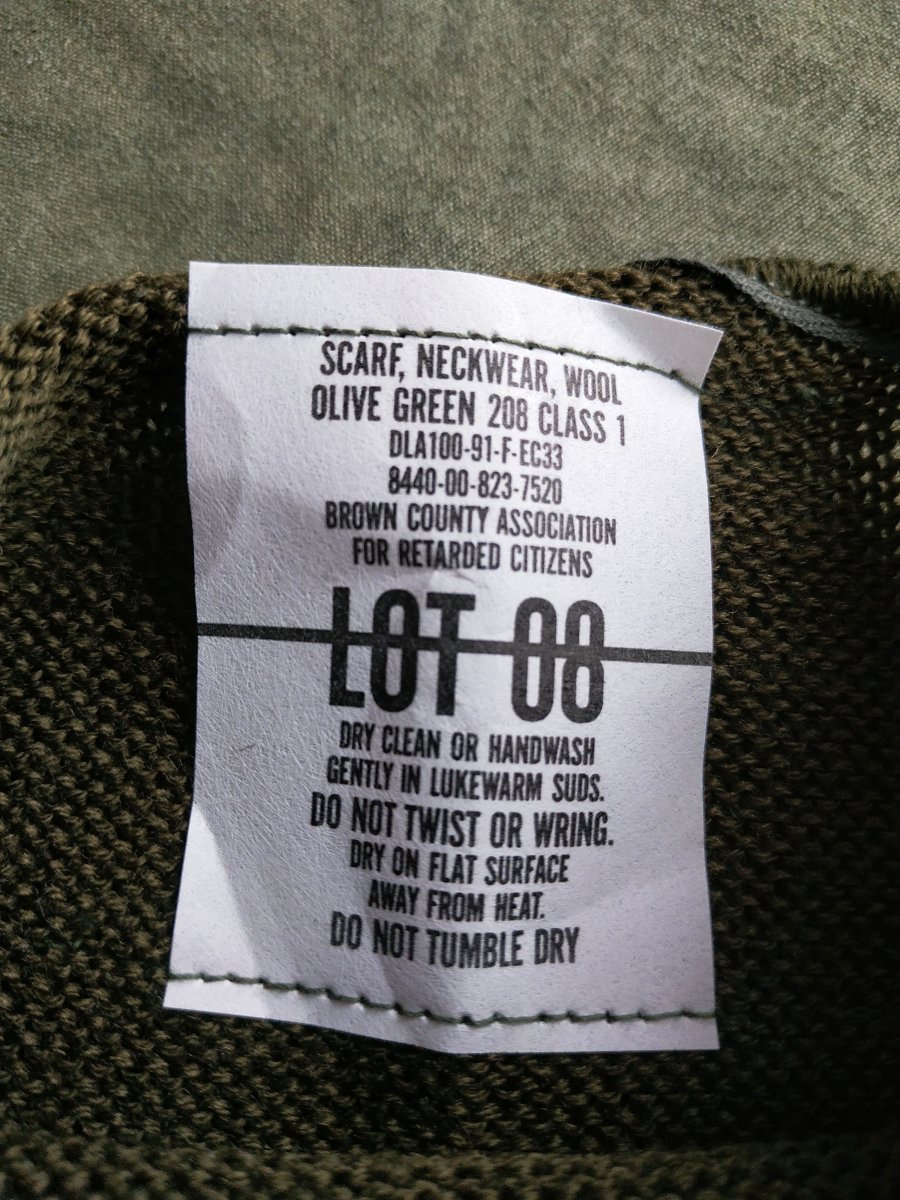 SCARF, NECKWEAR, WOOL
OLIVE GREEN 208 CLASS 1
DLA100-91-F-EC33
8440-00-823-7520
BROWN COUNTY ASSOCIATION
FOR RETARDED CITIZENS
LOT 08
DRY CLEAN OR HANDWASH
GENTLY IN LUKEWARM SUDS.
DO NOT TWIST OR WRING.
DRY ON FLAT SURFACE
AWAY FROM HEAT.
DO NOT TUMBLE DRY